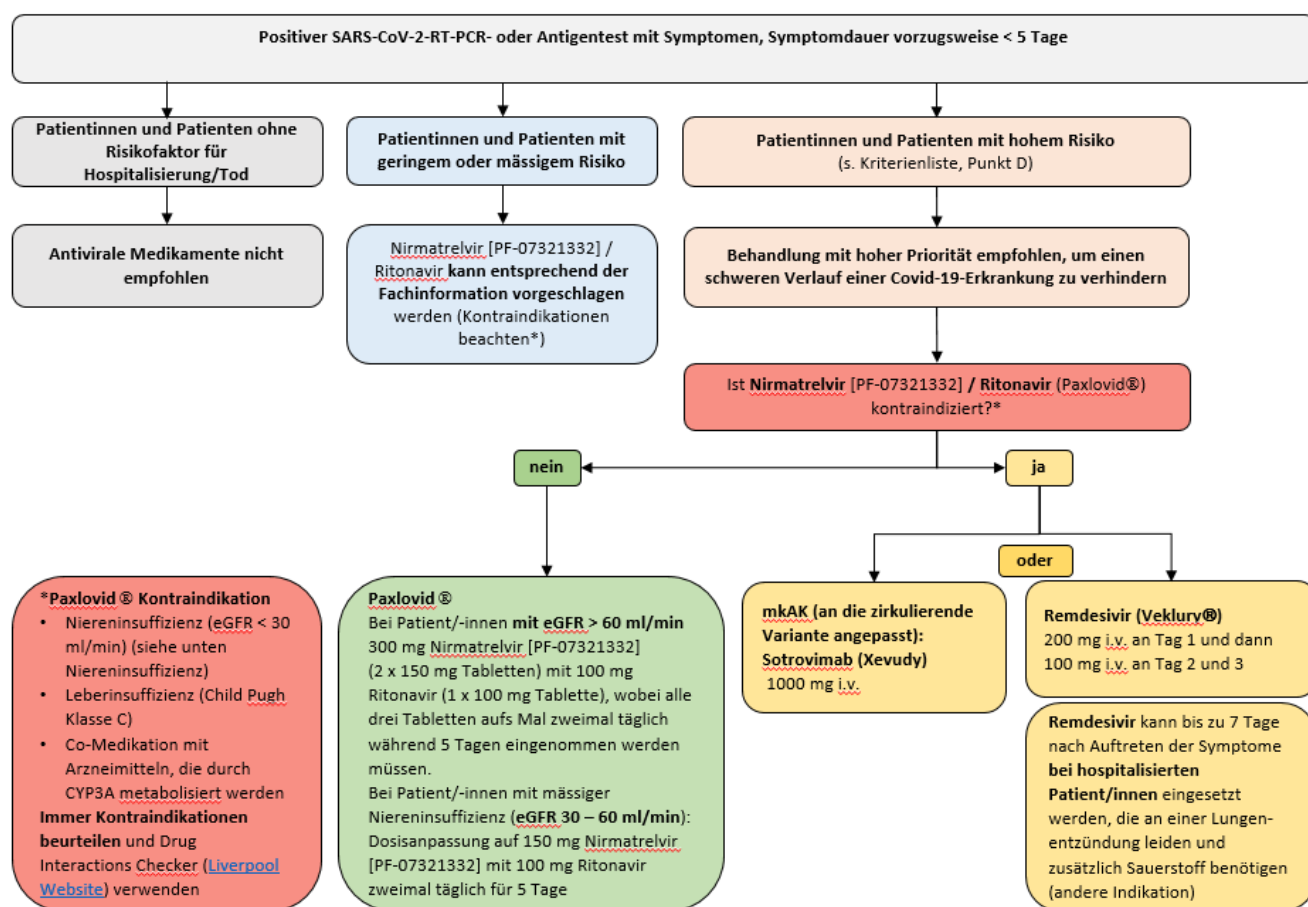 Positiver SARS-CoV-2-RT-PCR- oder Antigentest mit Symptomen, Symptomdauer vorzugsweise < 5 Tage
Patientinnen und Patienten ohne
Risikofaktor für
Hospitalisierung/Tod
Patientinnen und Patienten mit
geringem oder mässigem Risiko
Patientinnen und Patienten mit hohem Risiko
(s. Kriterienliste, Punkt D)
Antivirale Medikamente nicht
empfohlen
Nirmatrelvir [PF-07321332] /
Ritonavir kann entsprechend der
Fachinformation vorgeschlagen
werden (Kontraindikationen
beachten*)
Behandlung mit hoher Priorität empfohlen, um einen
schweren Verlauf einer Covid-19-Erkrankung zu verhindern
Ist Nirmatrelvir [PF-07321332] / Ritonavir (Paxlovid®)
kontraindiziert?*
nein
ja
oder
*Paxlovid ® Kontraindikation
• Niereninsuffizienz (eGFR < 30
ml/min) (siehe unten
Niereninsuffizienz)
• Leberinsuffizienz (Child Pugh
Klasse C)
• Co-Medikation mit
Arzneimitteln, die durch
CYP3A metabolisiert werden
Immer Kontraindikationen
beurteilen und Drug
Interactions Checker (Liverpool
Website) verwenden
Paxlovid ®
Bei Patient/-innen mit eGFR > 60 ml/min
300 mg Nirmatrelvir [PF-07321332]
(2 x 150 mg Tabletten) mit 100 mg
Ritonavir (1 x 100 mg Tablette), wobei alle
drei Tabletten aufs Mal zweimal täglich
während 5 Tagen eingenommen werden
müssen.
Bei Patient/-innen mit mässiger
Niereninsuffizienz (eGFR 30 – 60 ml/min):
Dosisanpassung auf 150 mg Nirmatrelvir
[PF-07321332] mit 100 mg Ritonavir
zweimal täglich für 5 Tage
mkAK (an die zirkulierende
Variante angepasst):
Sotrovimab (Xevudy)
1000 mg i.v.
Remdesivir (Veklury®)
200 mg i.v. an Tag 1 und dann
100 mg i.v. an Tag 2 und 3
Remdesivir kann bis zu 7 Tage
nach Auftreten der Symptome
bei hospitalisierten
Patient/innen eingesetzt
werden, die an einer Lungen-
entzündung leiden und
zusätzlich Sauerstoff benötigen
(andere Indikation)